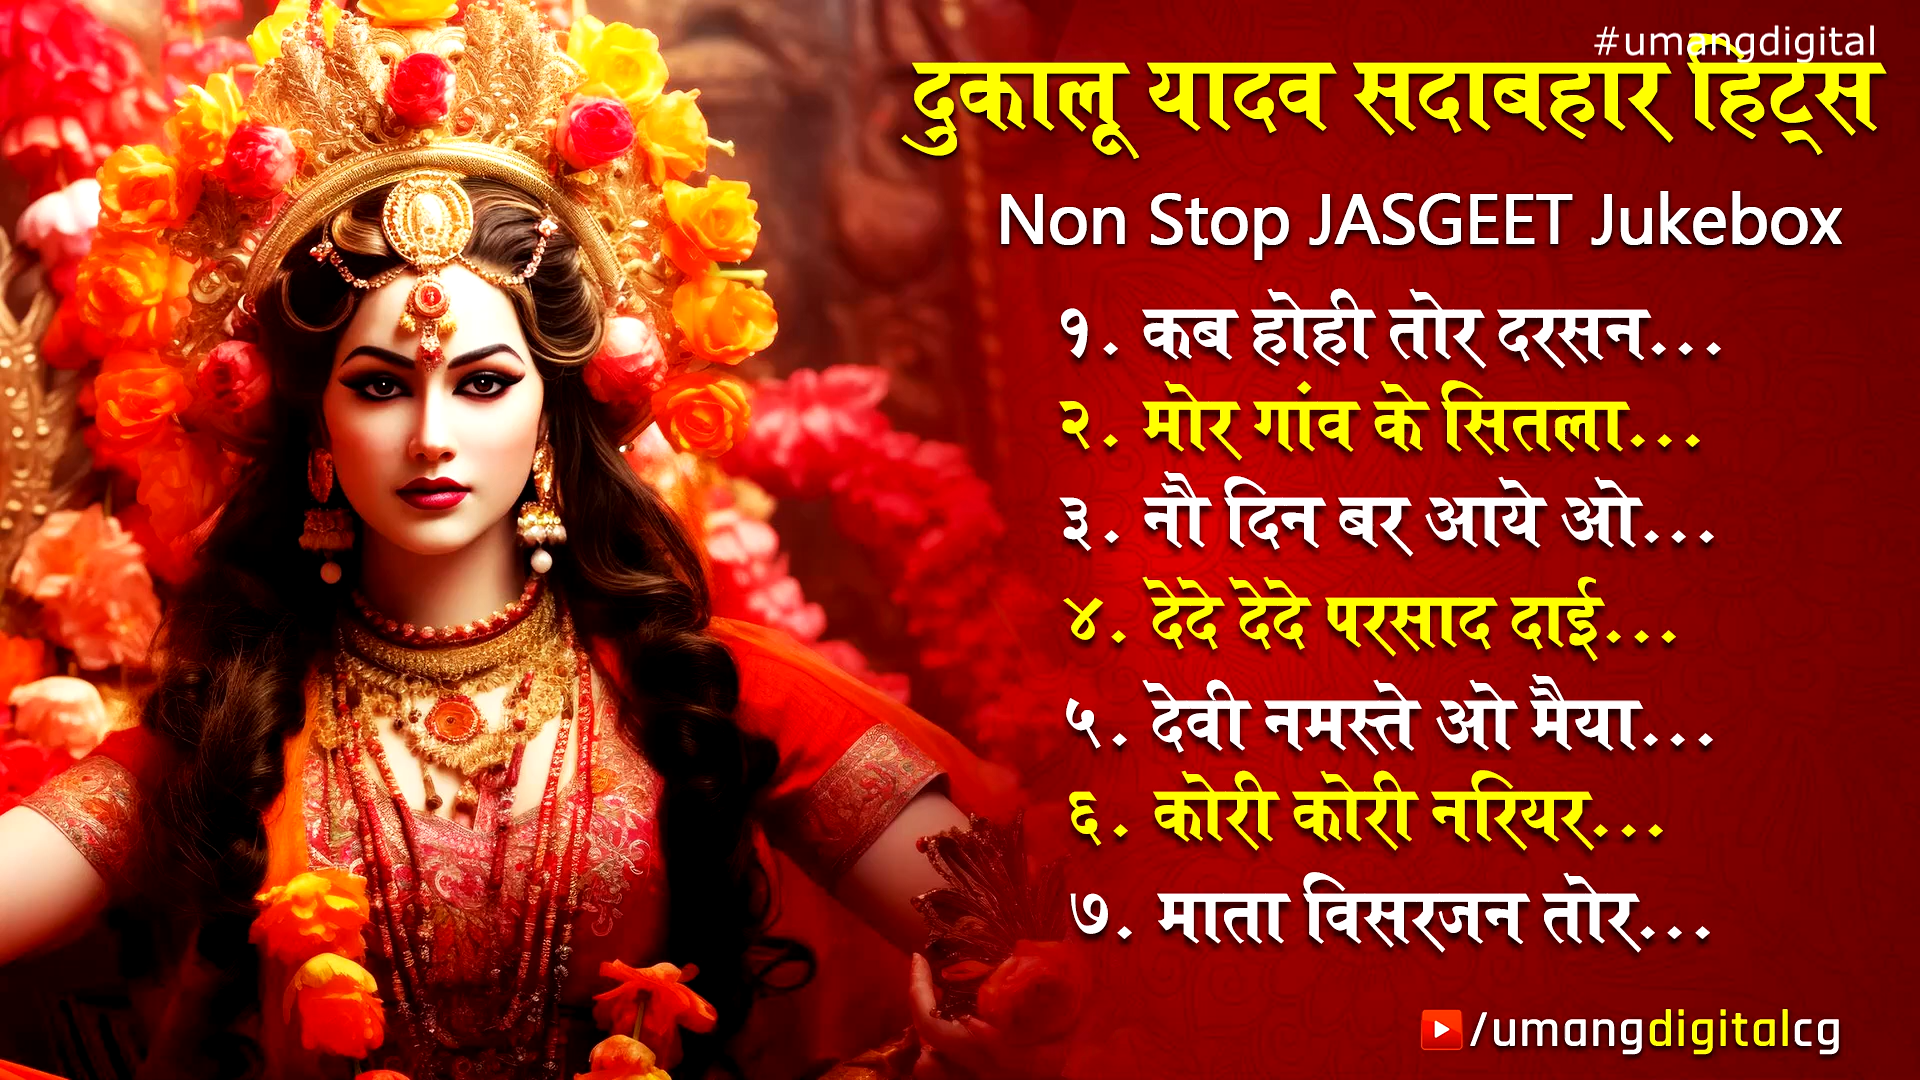 #umangdigital
दुकालू यादव सदाबहार हिट्स
Non Stop JASGEET Jukebox
१. कब होही तोर दरसन...
२. मोर गांव के सितला...
३. नौ दिन बर आये ओ...
४. देदे देदे परसाद दाई...
५. देवी नमस्ते ओ मैया...
६. कोरी कोरी नरियर...
७. माता विसरजन तोर...
/umangdigitalcg